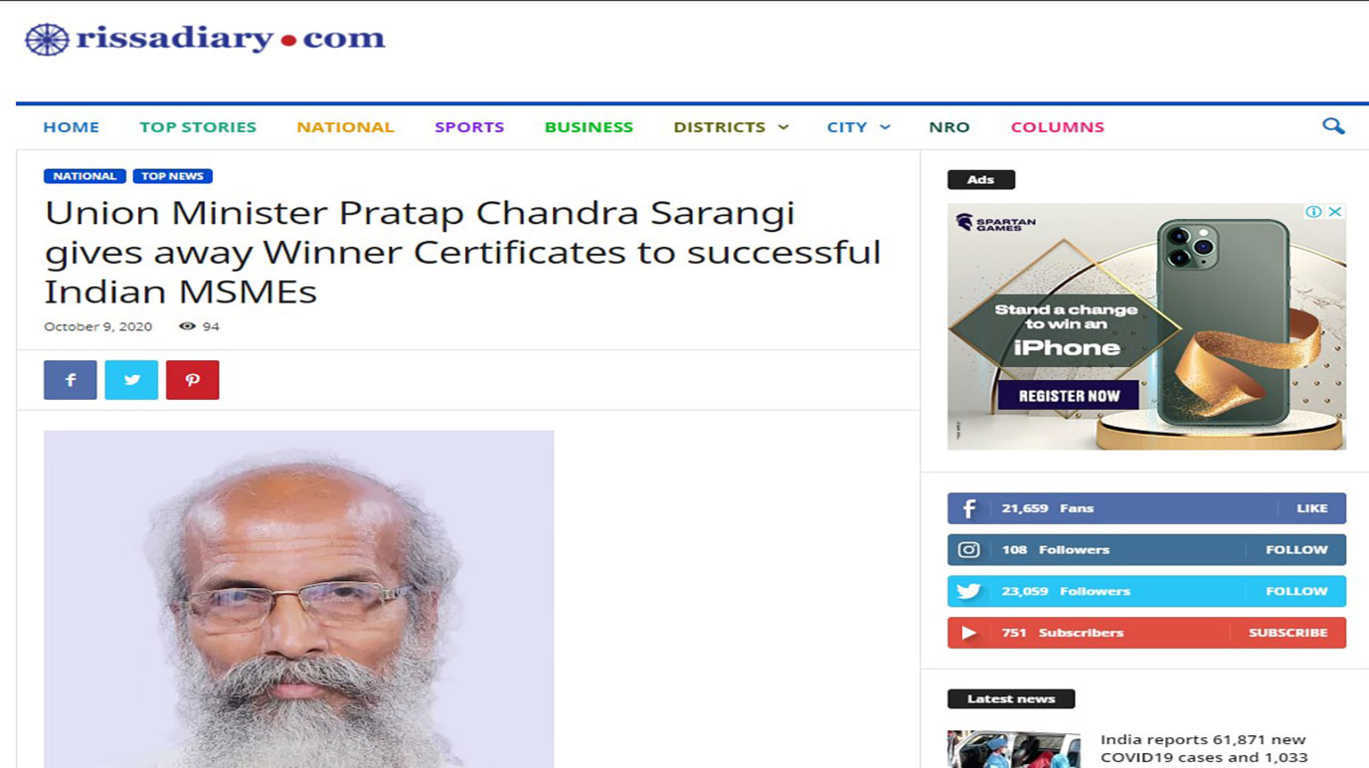 rissadiary.com
HOME TOP STORIES NATIONAL SPORTS BUSINESS DISTRICTS CITY NRO COLUMNS
NATIONAL TOP NEWS
Union Minister Pratap Chandra Sarangi
gives away Winner Certificates to successful
Indian MSMEs
October 9, 2020 94
Ads
SPARTAN
GAMES
Stand a change
to win an
iPhone
REGISTER NOW
21,659 Fans LIKE
108 Followers FOLLOW
23,059 Followers FOLLOW
751 Subscribers SUBSCRIBE
Latest news
India reports 61,871 new
COVID19 cases and 1,033